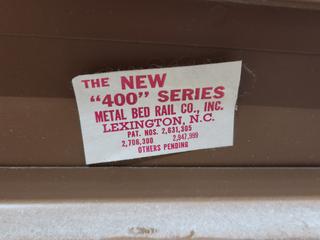 THE NEW
"400" SERIES
METAL BED RAIL CO., INC.
LEXINGTON, N.C.
PAT. NOS. 2,631,305
2,706,300 2,947,999
OTHERS PENDING